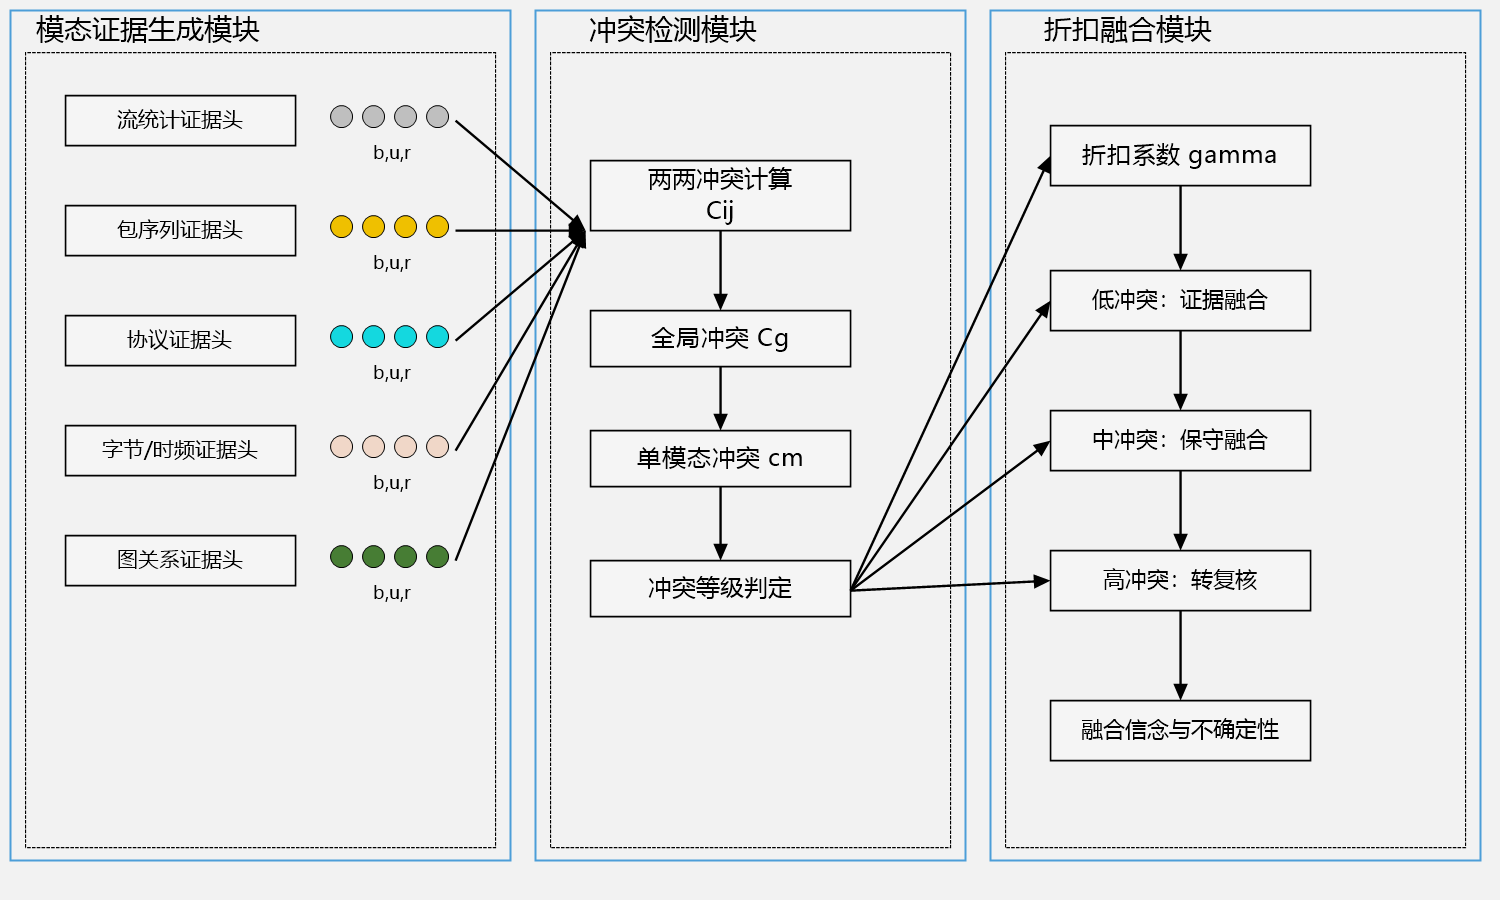 模态证据生成模块
流统计证据头
b,u,r
包序列证据头
b,u,r
协议证据头
b,u,r
字节/时频证据头
b,u,r
图关系证据头
b,u,r
冲突检测模块
两两冲突计算
Cij
全局冲突 Cg
单模态冲突 cm
冲突等级判定
折扣融合模块
折扣系数 gamma
低冲突：证据融合
中冲突：保守融合
高冲突：转复核
融合信念与不确定性